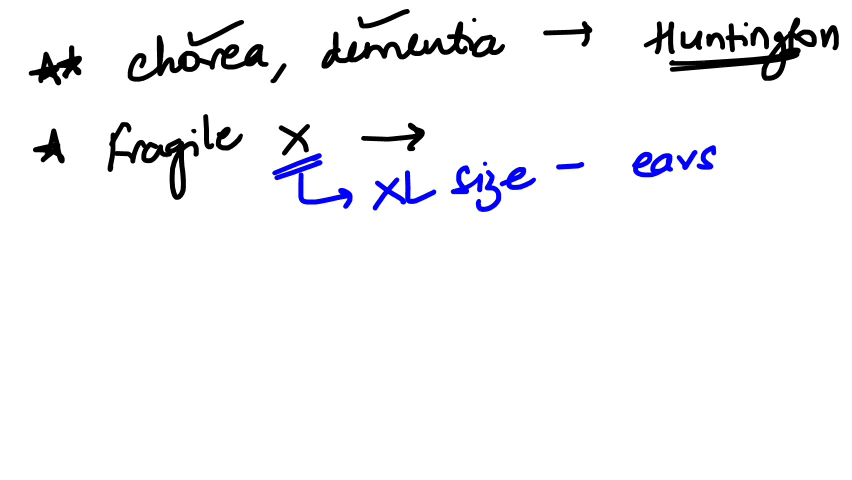 ★★ chorea, dementia → Huntington
★ Fragile X →
↳ XL size - ears